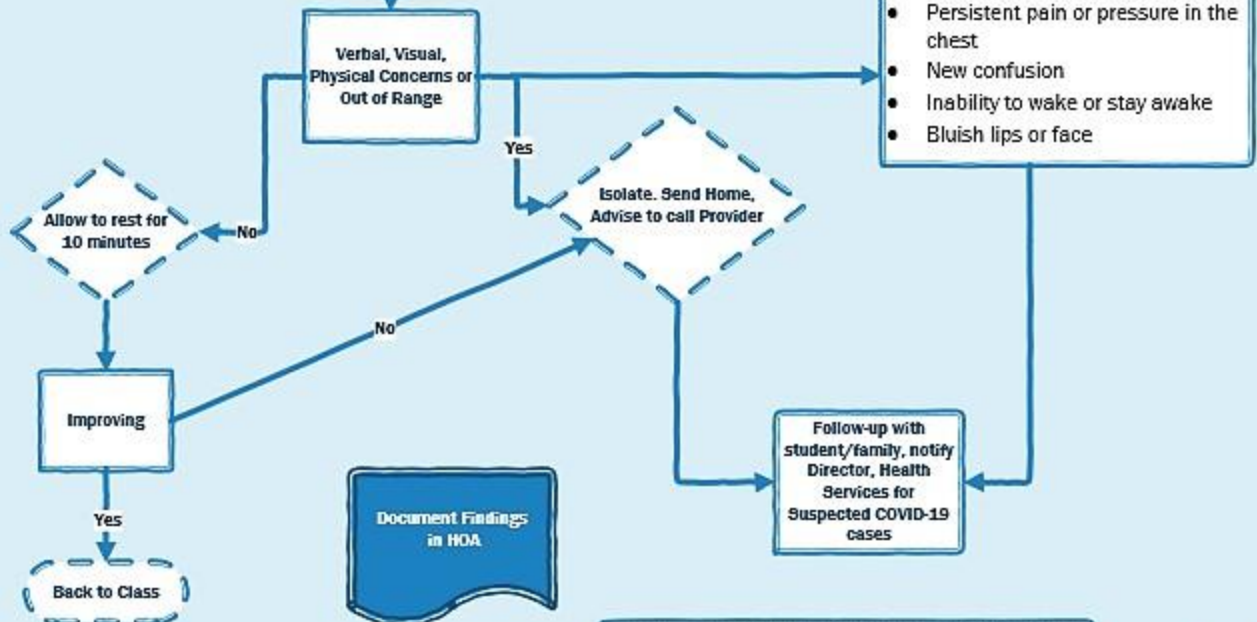 ● Persistent pain or pressure in the
chest
● New confusion
● Inability to wake or stay awake
● Bluish lips or face
Verbal, Visual,
Physical Concerns or
Out of Range
Yes
No
Isolate. Send Home,
Advise to call Provider
Allow to rest for
10 minutes
No
Improving
Yes
Back to Class
Document Findings
in HOA
Follow-up with
student/family, notify
Director, Health
Services for
Suspected COVID-19
cases